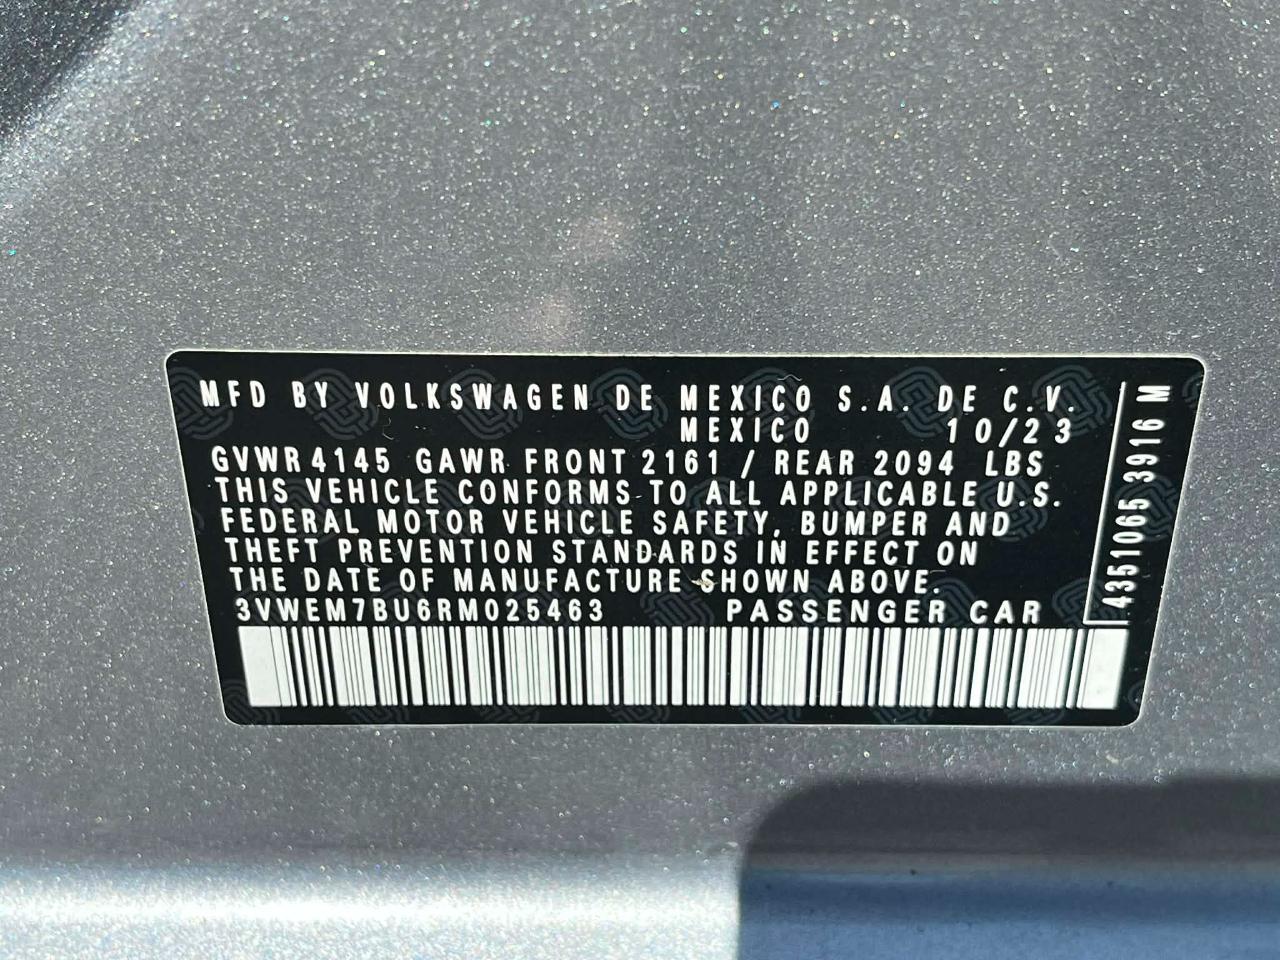 MFD BY VOLKSWAGEN DE MEXICO S.A. DE C.V.
MEXICO 10/23
GVWR 4145 GAWR FRONT 2161 / REAR 2094 LBS
THIS VEHICLE CONFORMS TO ALL APPLICABLE U.S.
FEDERAL MOTOR VEHICLE SAFETY, BUMPER AND
THEFT PREVENTION STANDARDS IN EFFECT ON
THE DATE OF MANUFACTURE SHOWN ABOVE.
3VWEM7BU6RM025463 PASSENGER CAR
4351065 3916 M